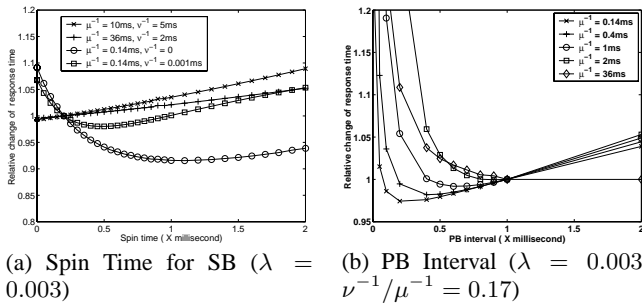 1.2
1.15
1.1
1.05
1
0.95
0.9
0.85
0.8
0
0.5
1
1.5
2
Relative change of response time
Spin time ( X millisecond)
μ⁻¹ = 10ms, ν⁻¹ = 5ms
μ⁻¹ = 36ms, ν⁻¹ = 2ms
μ⁻¹ = 0.14ms, ν⁻¹ = 0
μ⁻¹ = 0.14ms, ν⁻¹ = 0.001ms
(a) Spin Time for SB (λ =
0.003)
1.2
1.15
1.1
1.05
1
0.95
0
0.5
1
1.5
2
Relative change of response time
PB interval ( X millisecond)
μ⁻¹ = 0.14ms
μ⁻¹ = 0.4ms
μ⁻¹ = 1ms
μ⁻¹ = 2ms
μ⁻¹ = 36ms
(b) PB Interval (λ = 0.003
ν⁻¹/μ⁻¹ = 0.17)